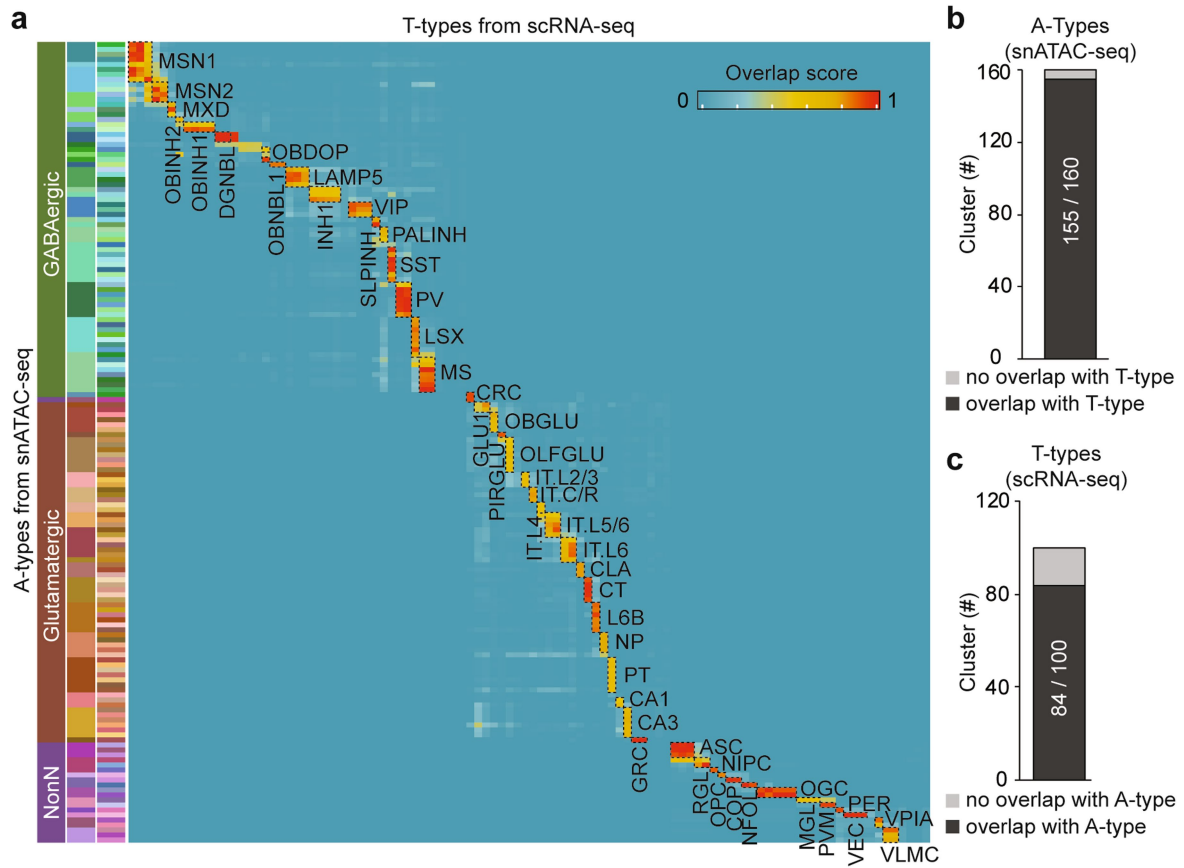 a
T-types from scRNA-seq
A-types from snATAC-seq
GABAergic
Glutamatergic
NonN
Overlap score
0
1
MSN1
MSN2
MXD
OBINH2
OBINH1
DGNBL
OBDOP
OBNBL1
LAMP5
INH1
VIP
SLPINH
PALINH
SST
PV
LSX
MS
CRC
GLU1
OBGLU
PIRGLU
OLFGLU
IT.L2/3
IT.C/R
IT.L4
IT.L5/6
IT.L6
CLA
CT
L6B
NP
PT
CA1
CA3
GRC
ASC
RGL
NIPC
OPC
COP
NFOL
OGC
MGL
PVM
PER
VEC
VPIA
VLMC
b
A-Types
(snATAC-seq)
Cluster (#)
160
120
80
40
0
155 / 160
no overlap with T-type
overlap with T-type
c
T-types
(scRNA-seq)
Cluster (#)
120
80
40
0
84 / 100
no overlap with A-type
overlap with A-type